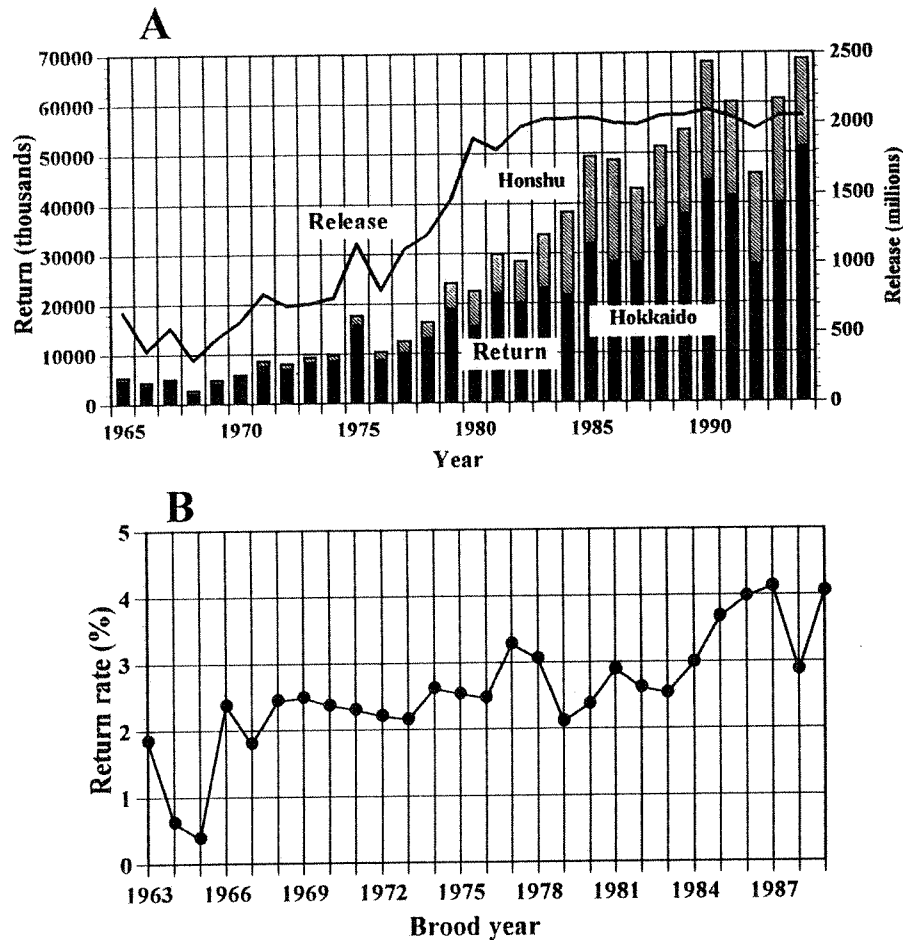 A
Return (thousands)
70000
60000
50000
40000
30000
20000
10000
0
2500
2000
1500
1000
500
0
Release (millions)
Release
Honshu
Return
Hokkaido
1965 1970 1975 1980 1985 1990
Year
B
Return rate (%)
5
4
3
2
1
0
1963 1966 1969 1972 1975 1978 1981 1984 1987
Brood year